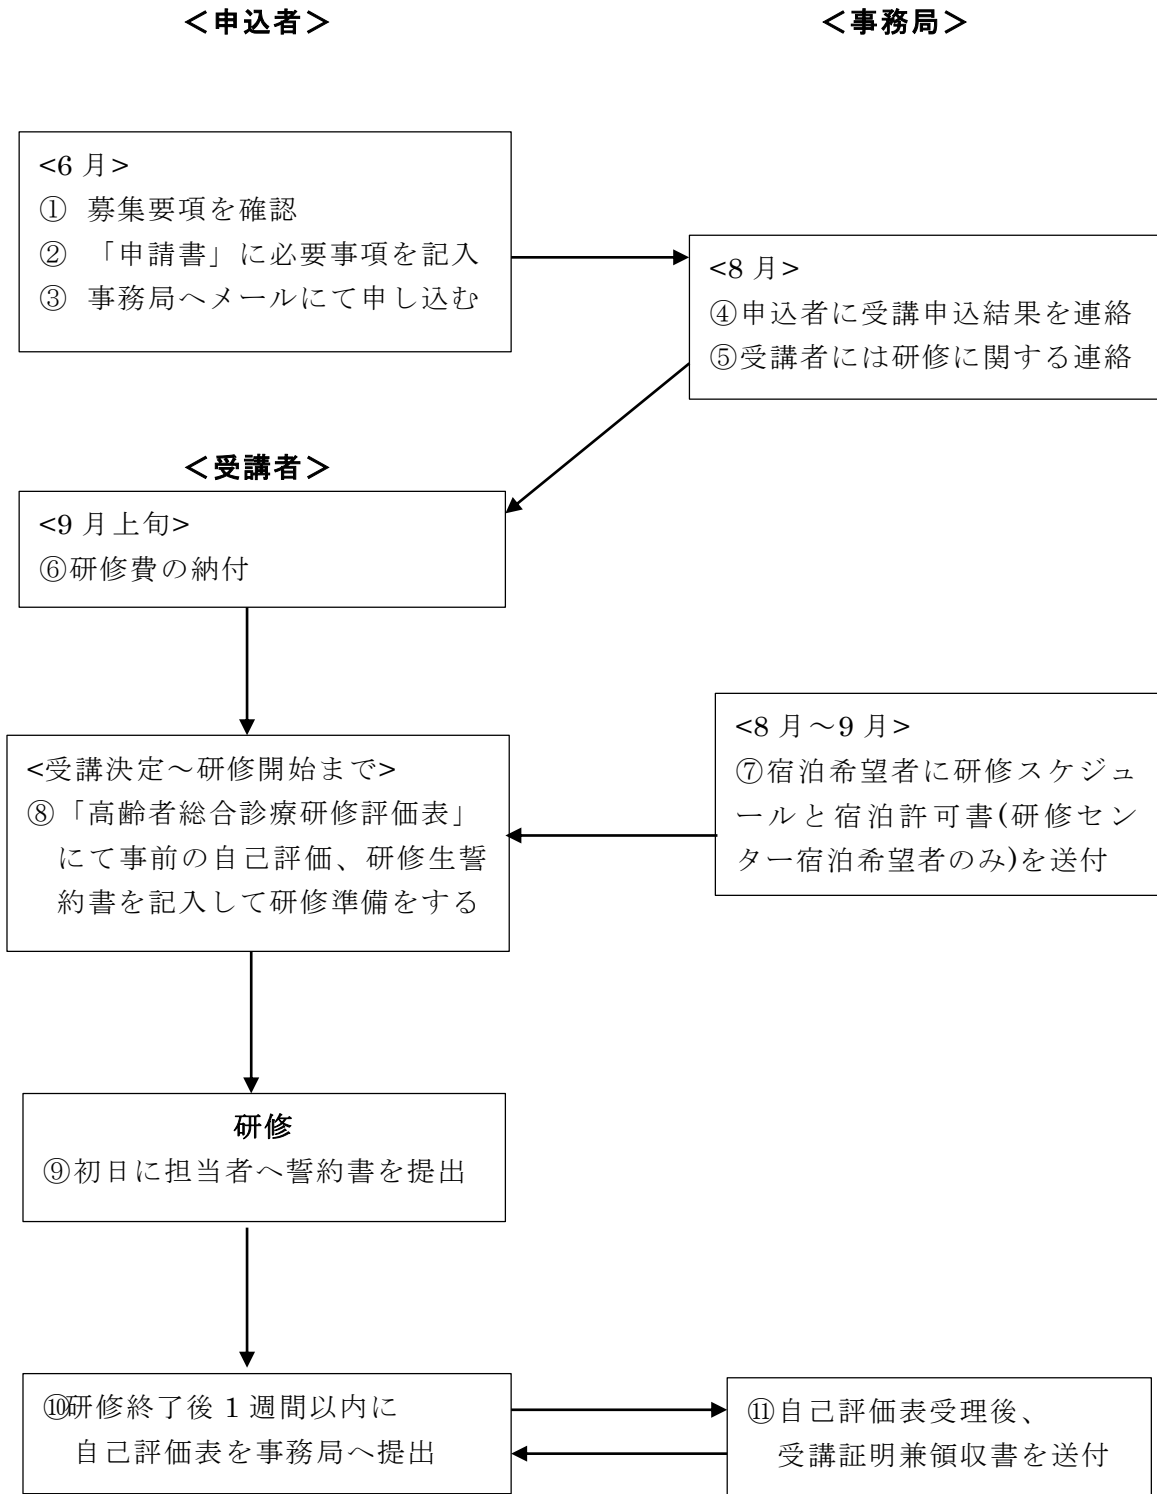 ＜申込者＞
＜事務局＞
<6 月>
① 募集要項を確認
② 「申請書」に必要事項を記入
③ 事務局へメールにて申し込む
<8 月>
④申込者に受講申込結果を連絡
⑤受講者には研修に関する連絡
＜受講者＞
<9 月上旬>
⑥研修費の納付
<8 月～9 月>
⑦宿泊希望者に研修スケジュ
ールと宿泊許可書(研修セン
ター宿泊希望者のみ)を送付
<受講決定～研修開始まで>
⑧「高齢者総合診療研修評価表」
にて事前の自己評価、研修生誓
約書を記入して研修準備をする
研修
⑨初日に担当者へ誓約書を提出
⑩研修終了後 1 週間以内に
自己評価表を事務局へ提出
⑪自己評価表受理後、
受講証明兼領収書を送付